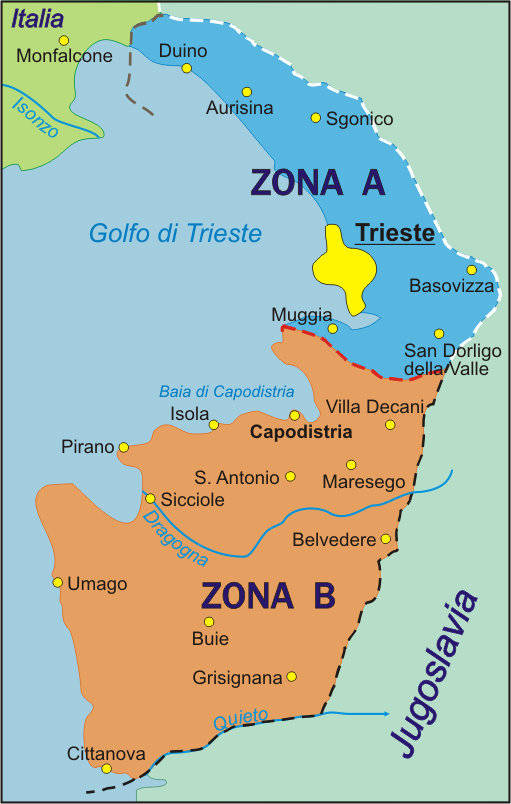 Italia
Monfalcone
Duino
Isonzo
Aurisina
Sgonico
ZONA A
Golfo di Trieste
Trieste
Basovizza
Muggia
San Dorligo
della Valle
Baia di Capodistria
Isola
Villa Decani
Capodistria
Pirano
S. Antonio
Maresego
Sicciole
Dragogna
Belvedere
Umago
ZONA B
Buie
Jugoslavia
Grisignana
Quieto
Cittanova